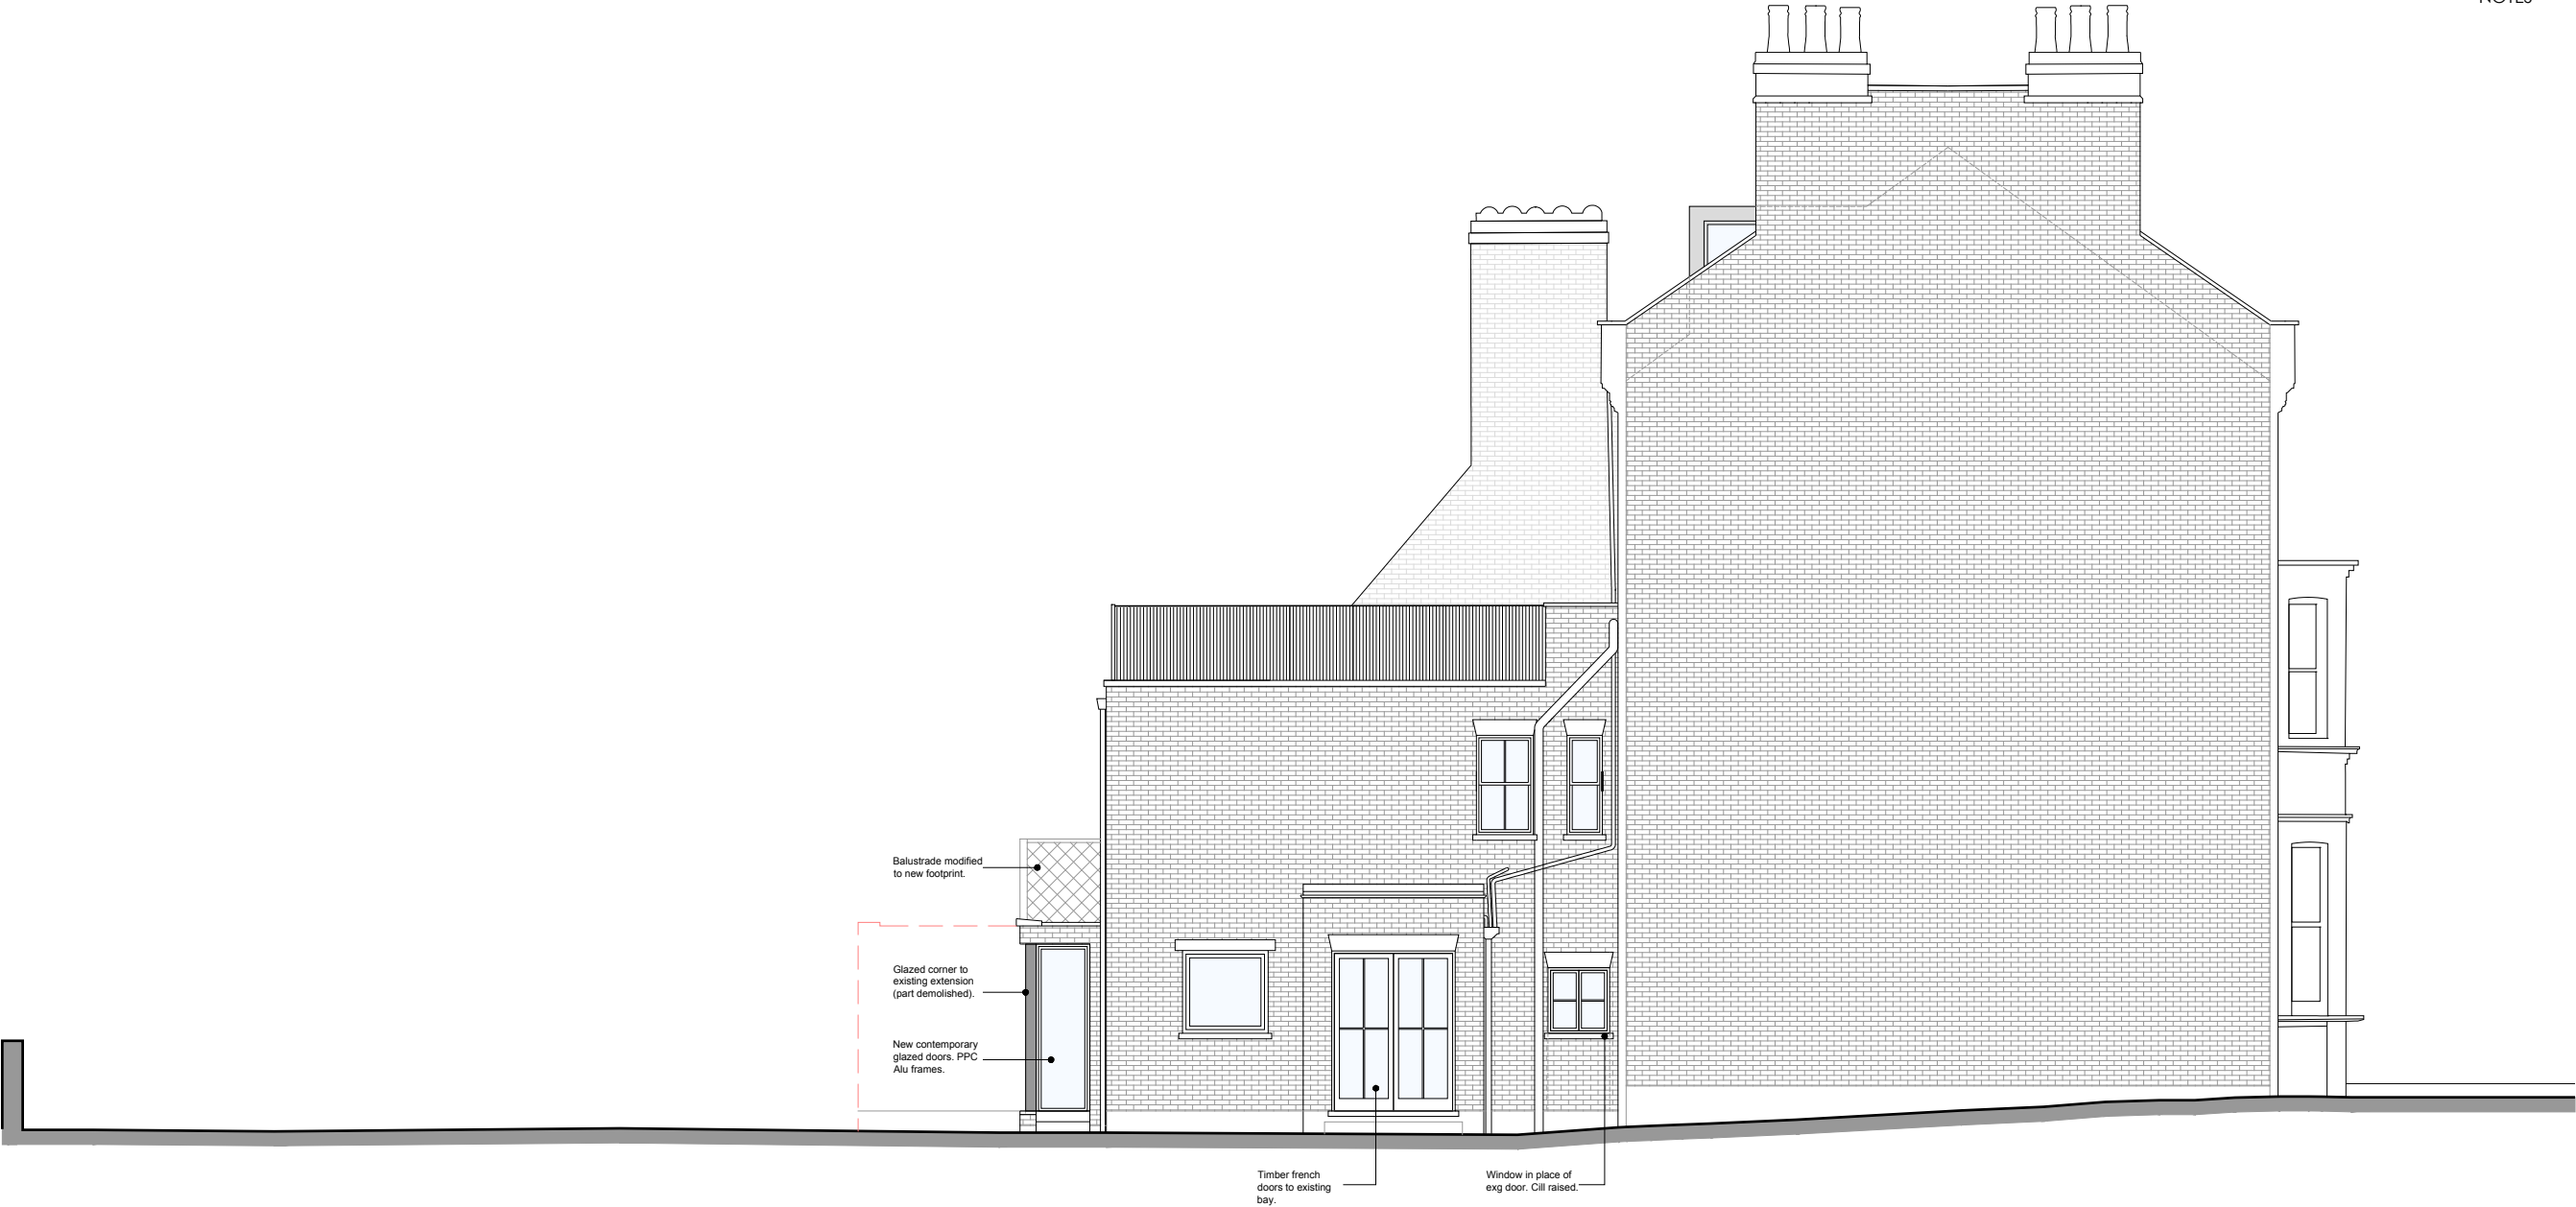 NOTES
Balustrade modified
to new footprint.
Glazed corner to
existing extension
(part demolished).
New contemporary
glazed doors. PPC
Alu frames.
Timber french
doors to existing
bay.
Window in place of
exg door. Cill raised.